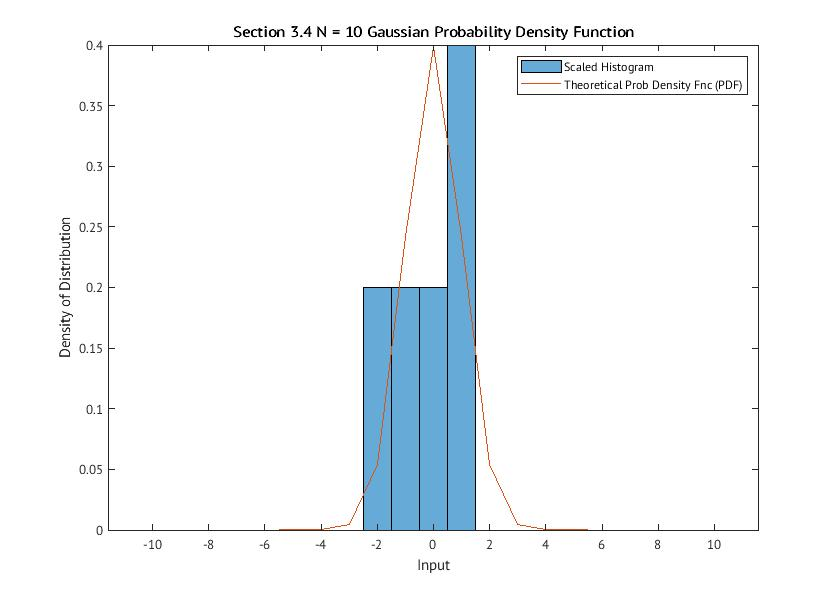 Section 3.4 N = 10 Gaussian Probability Density Function
Scaled Histogram
Theoretical Prob Density Fnc (PDF)
Density of Distribution
0.4
0.35
0.3
0.25
0.2
0.15
0.1
0.05
0
-10 -8 -6 -4 -2 0 2 4 6 8 10
Input